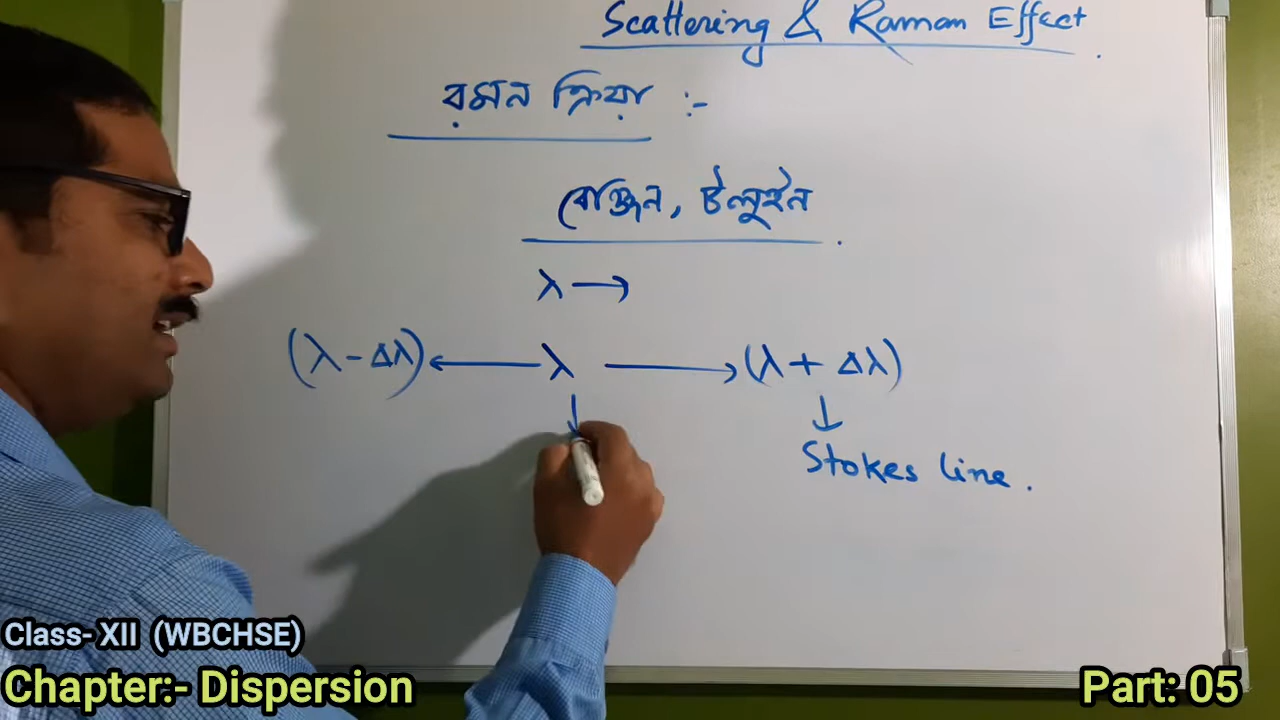 Scattering & Raman Effect.
রমন ক্রিয়া :-
বেঞ্জিন, টলুইন.
λ →
(λ - Δλ) ← λ → (λ + Δλ)
↓ ↓
Stokes line.
Class- XII (WBCHSE)
Chapter:- Dispersion
Part: 05